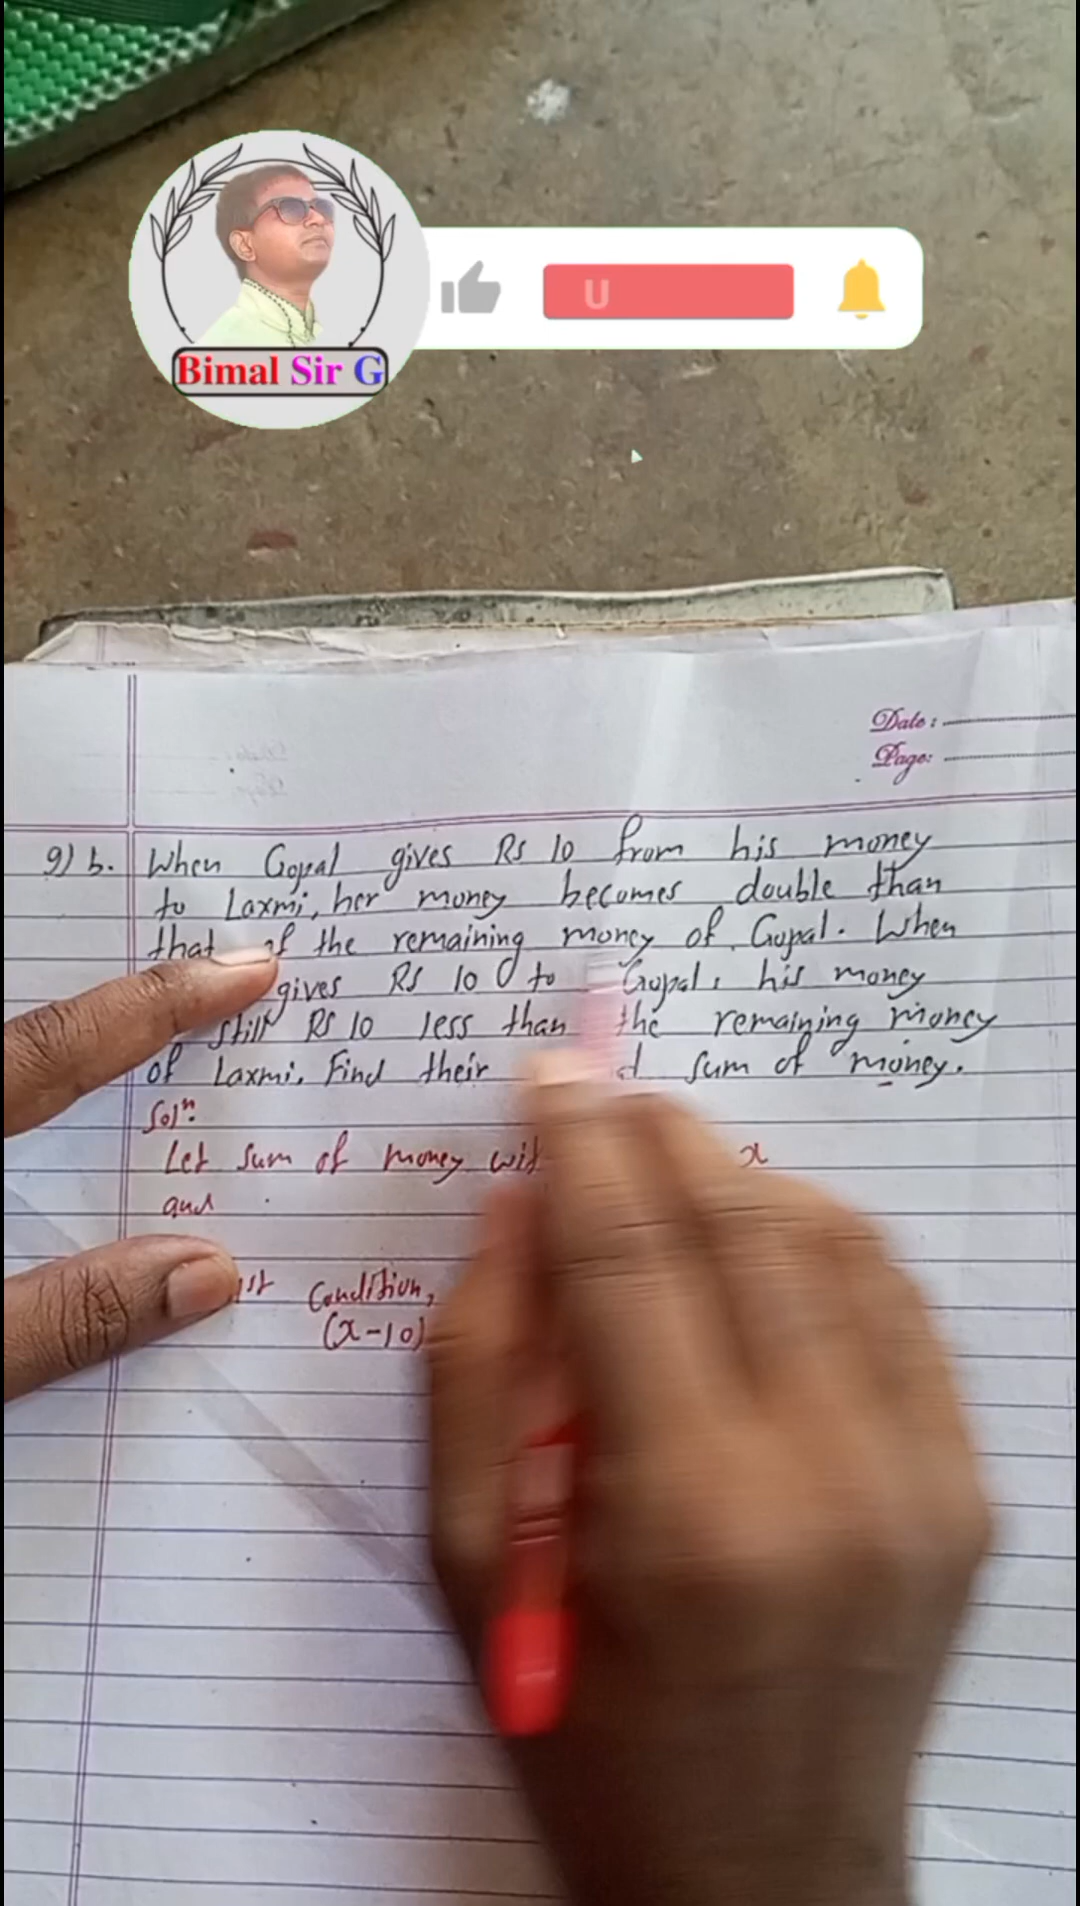 Bimal Sir G
U
Date:
Page:
9) b. When Gopal gives Rs 10 from his money
to Laxmi, her money becomes double than
that of the remaining money of Gopal. When
gives Rs 10 to Gopal, his money
still Rs 10 less than the remaining money
of Laxmi. Find their sum of money.
Solⁿ:
Let sum of money x
and
1st Condition,
(x-10)